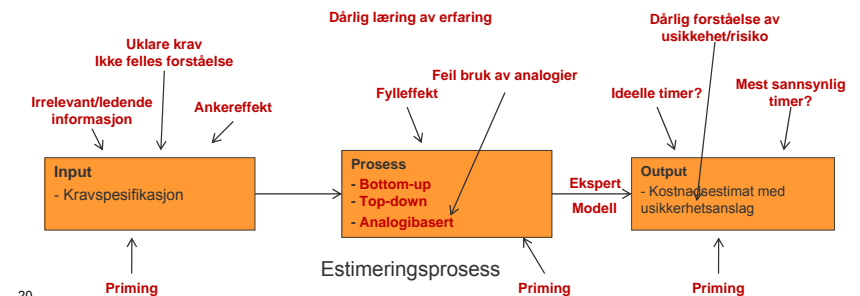 Dårlig læring av erfaring
Dårlig forståelse av
usikkehet/risiko
Uklare krav
Ikke felles forståelse
Feil bruk av analogier
Irrelevant/ledende
informasjon
Ankereffekt
Fylleffekt
Ideelle timer?
Mest sannsynlig
timer?
Input
- Kravspesifikasjon
Prosess
- Bottom-up
- Top-down
- Analogibasert
Ekspert
Modell
Output
- Kostnadsestimat med
usikkerhetsanslag
Estimeringsprosess
Priming
Priming
Priming
20